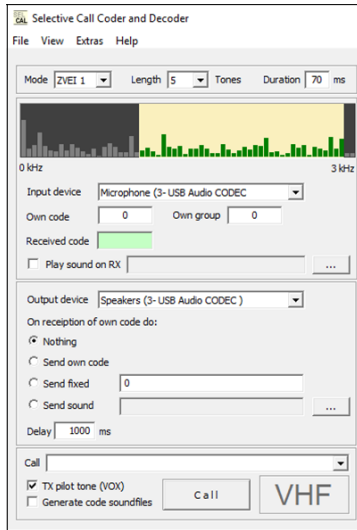 SEL CAL Selective Call Coder and Decoder
File View Extras Help
Mode ZVEI 1 Length 5 Tones Duration 70 ms
0 kHz 3 kHz
Input device Microphone (3- USB Audio CODEC
Own code 0 Own group 0
Received code
Play sound on RX ...
Output device Speakers (3- USB Audio CODEC )
On receiption of own code do:
Nothing
Send own code
Send fixed 0
Send sound ...
Delay 1000 ms
Call
TX pilot tone (VOX)
Generate code soundfiles
Call VHF